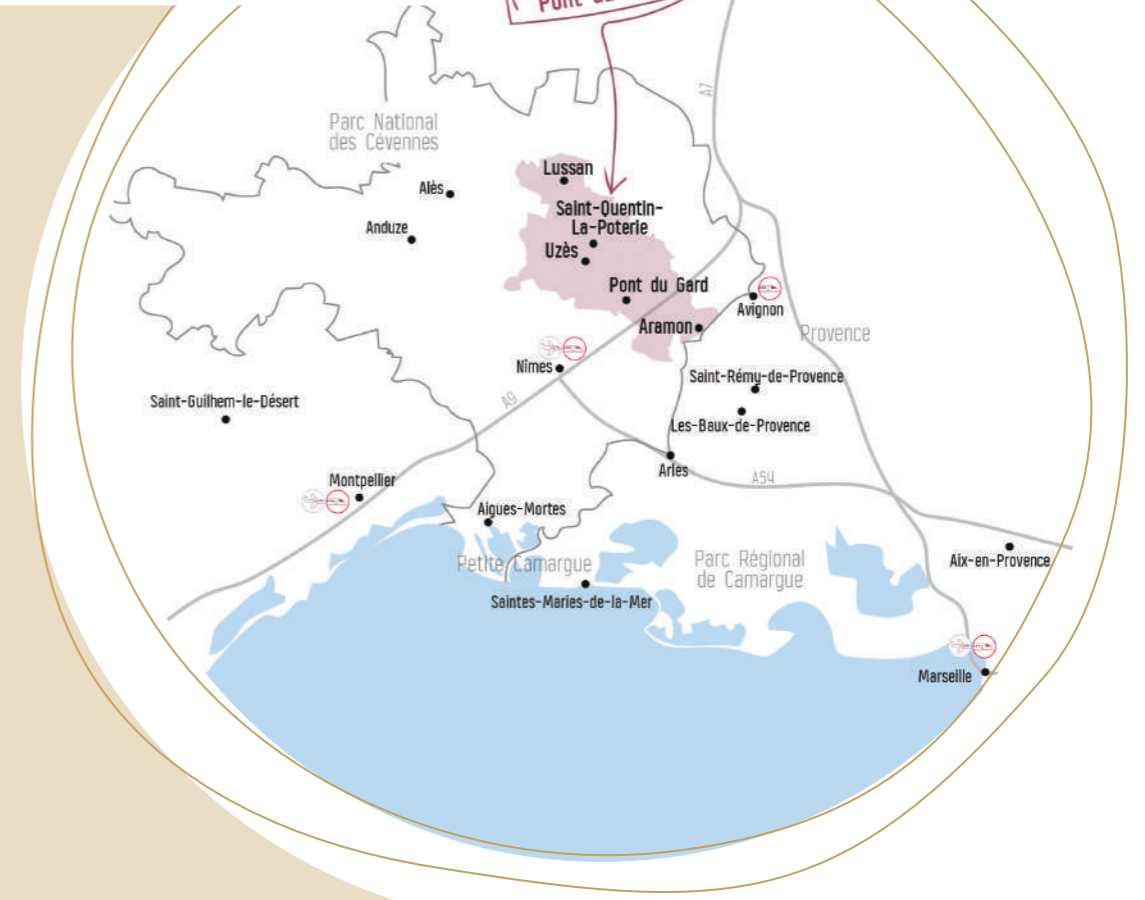 Pont
A7
Parc National
des Cévennes
Lussan
Alès
Saint-Quentin-
La-Poterie
Anduze
Uzès
Pont du Gard
Avignon
Aramon
Provence
Nîmes
Saint-Rémy-de-Provence
A9
Saint-Guilhem-le-Désert
Les-Baux-de-Provence
Arles
A54
Montpellier
Aigues-Mortes
Petite Camargue
Parc Régional
de Camargue
Aix-en-Provence
Saintes-Maries-de-la-Mer
Marseille